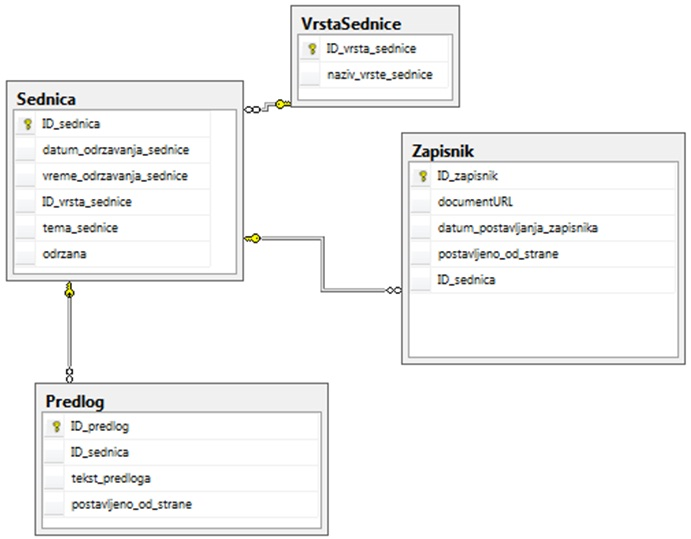 VrstaSednice
ID_vrsta_sednice
naziv_vrste_sednice
Sednica
ID_sednica
datum_odrzavanja_sednice
vreme_odrzavanja_sednice
ID_vrsta_sednice
tema_sednice
odrzana
Zapisnik
ID_zapisnik
documentURL
datum_postavljanja_zapisnika
postavljeno_od_strane
ID_sednica
Predlog
ID_predlog
ID_sednica
tekst_predloga
postavljeno_od_strane